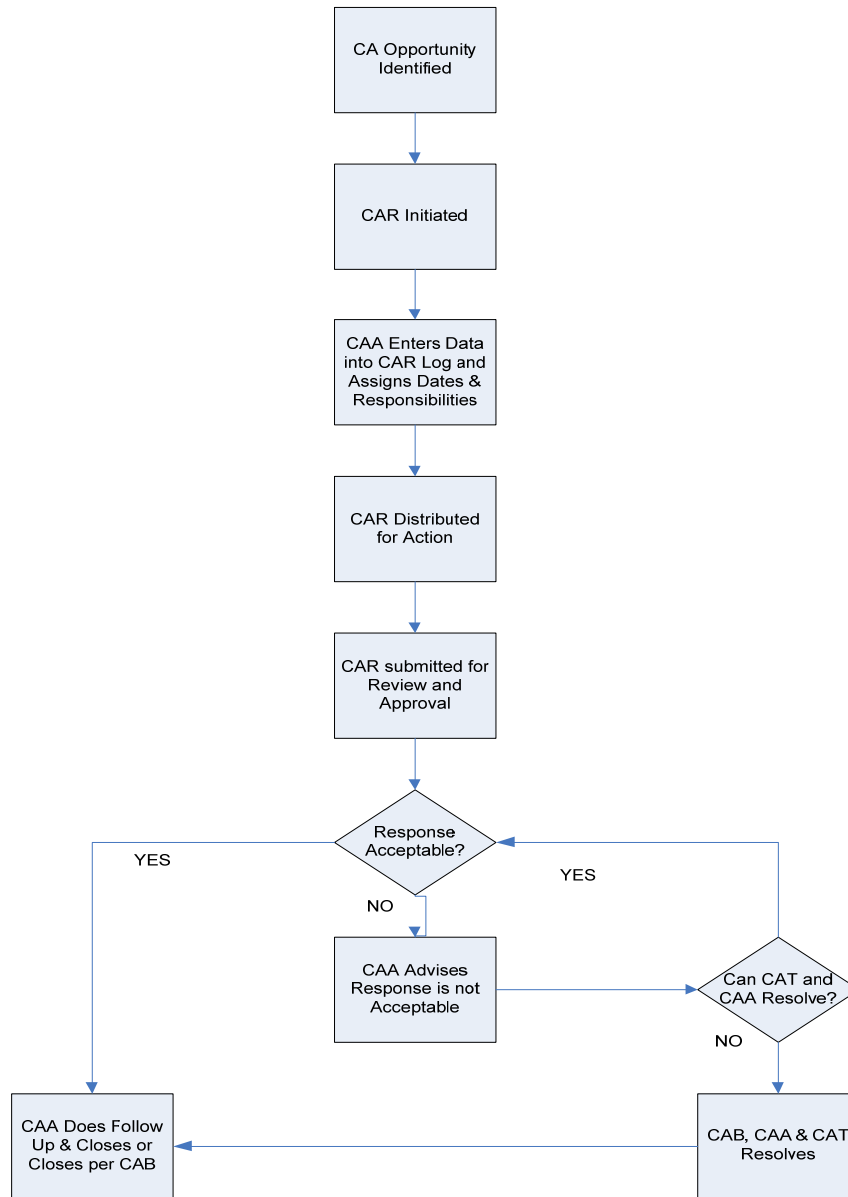 CA Opportunity
Identified
CAR Initiated
CAA Enters Data
into CAR Log and
Assigns Dates &
Responsibilities
CAR Distributed
for Action
CAR submitted for
Review and
Approval
Response
Acceptable?
YES
YES
NO
CAA Advises
Response is not
Acceptable
Can CAT and
CAA Resolve?
NO
CAA Does Follow
Up & Closes or
Closes per CAB
CAB, CAA & CAT
Resolves